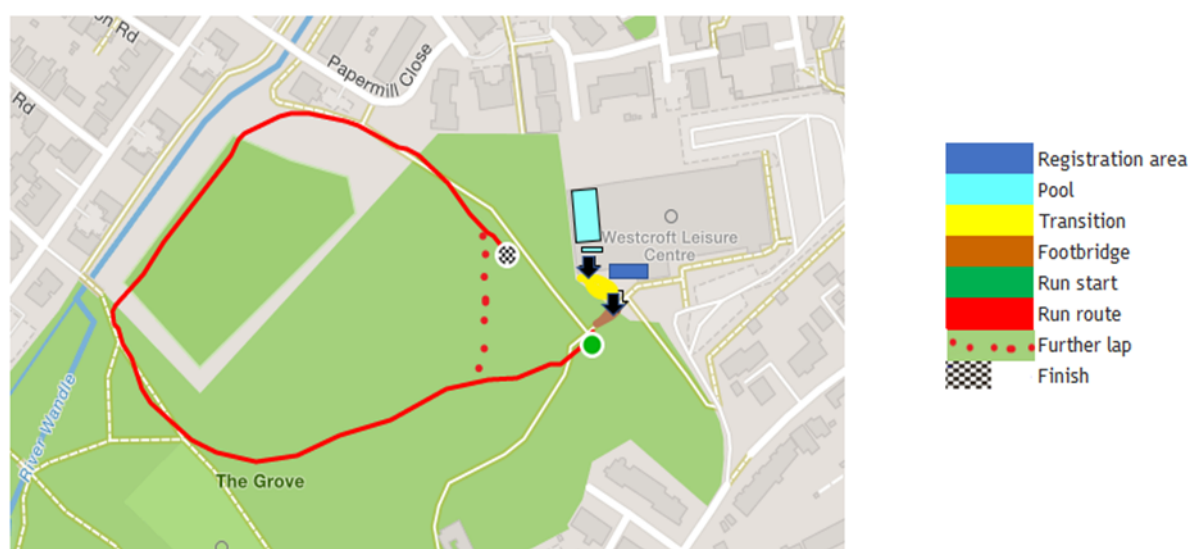 on Rd
Papermill Close
Rd
Westcroft Leisure
Centre
River Wandle
The Grove
Registration area
Pool
Transition
Footbridge
Run start
Run route
Further lap
Finish